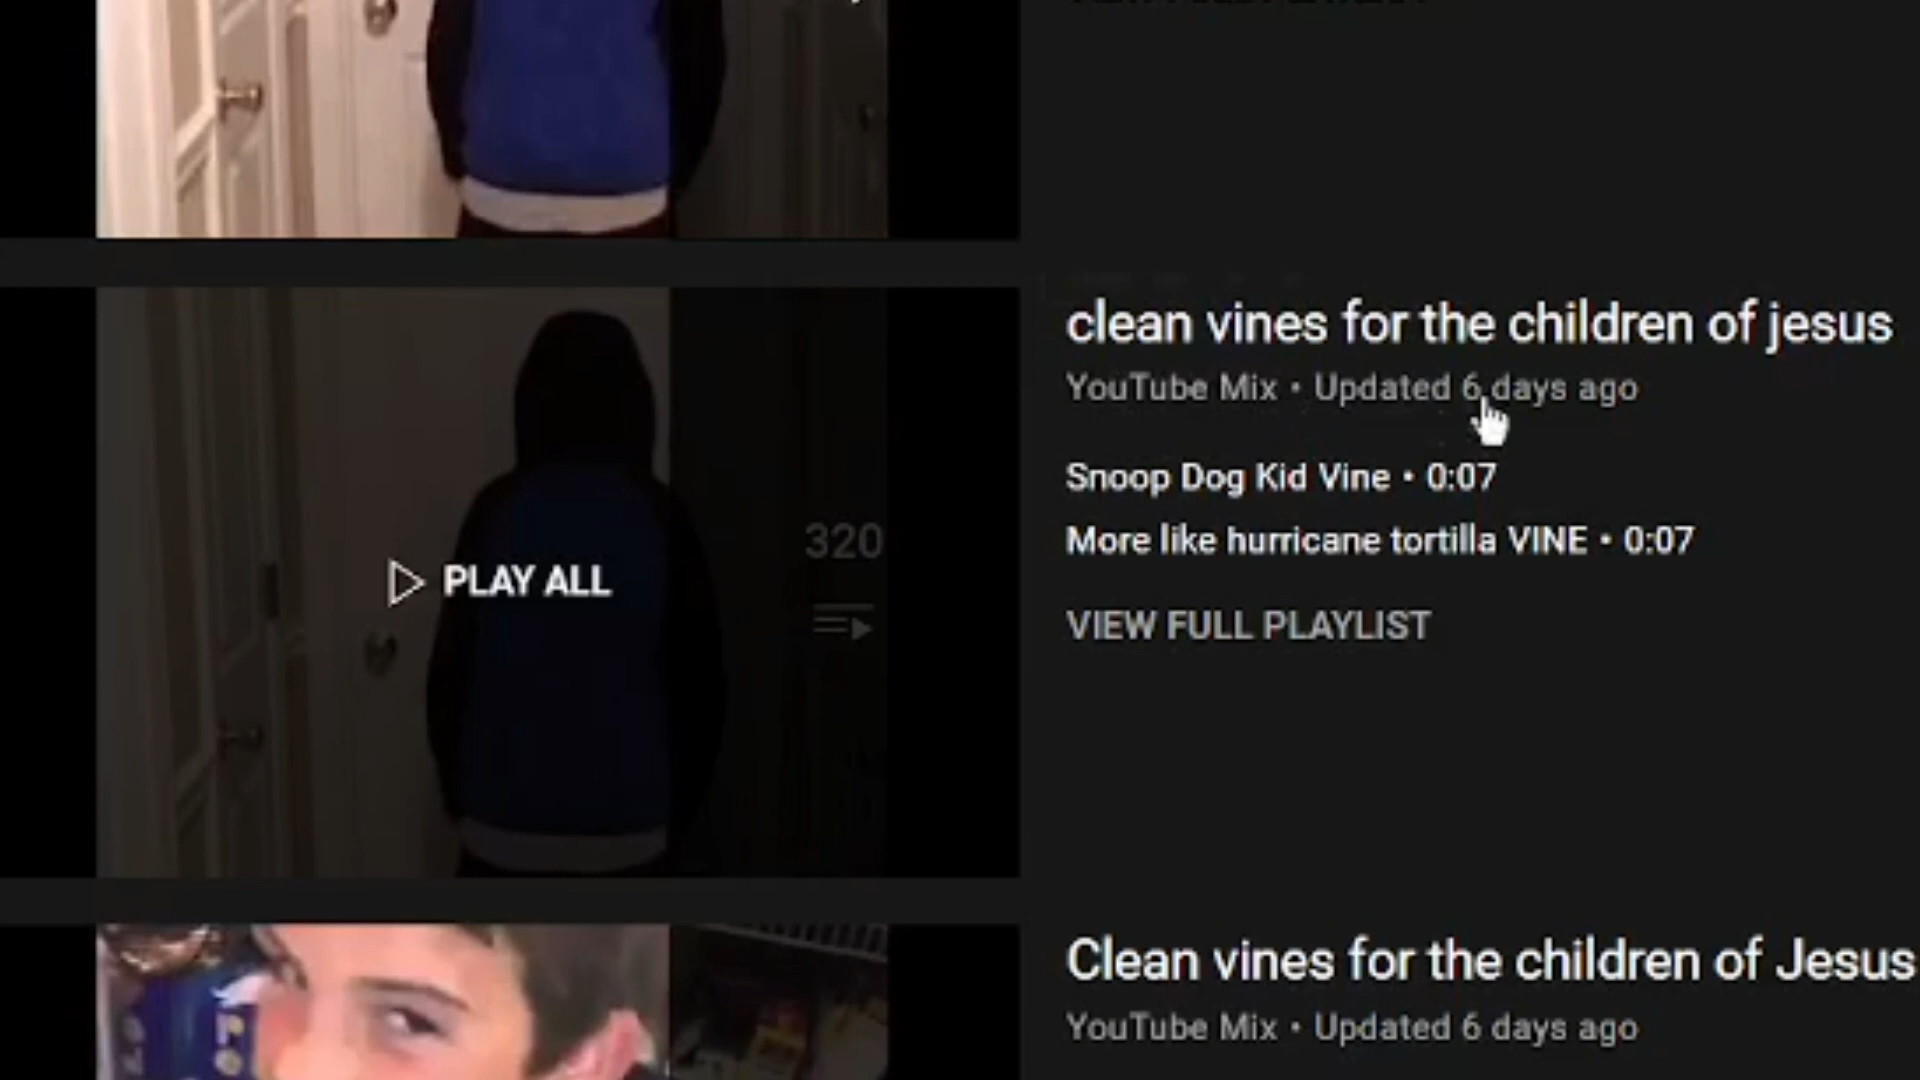 clean vines for the children of jesus
YouTube Mix • Updated 6 days ago
Snoop Dog Kid Vine • 0:07
320
More like hurricane tortilla VINE • 0:07
PLAY ALL
VIEW FULL PLAYLIST
Clean vines for the children of Jesus
YouTube Mix • Updated 6 days ago